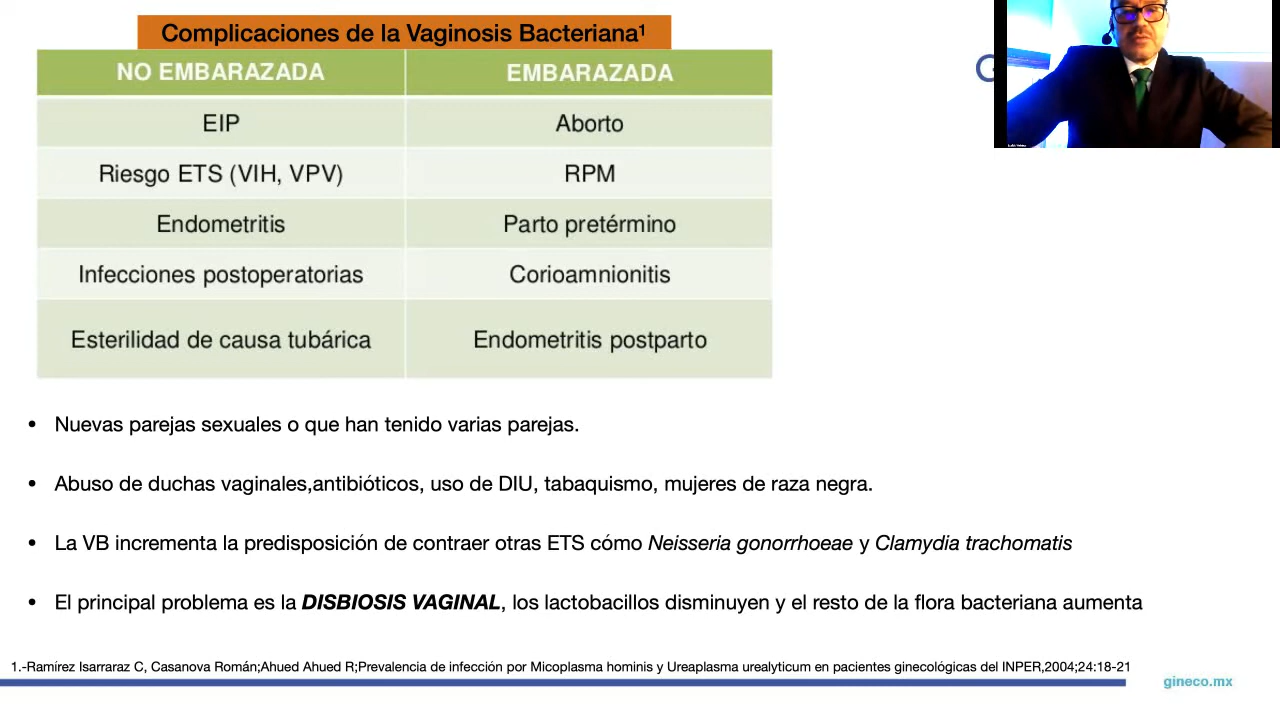 Complicaciones de la Vaginosis Bacteriana¹
NO EMBARAZADA EMBARAZADA
EIP Aborto
Riesgo ETS (VIH, VPV) RPM
Endometritis Parto pretérmino
Infecciones postoperatorias Corioamnionitis
Esterilidad de causa tubárica Endometritis postparto
• Nuevas parejas sexuales o que han tenido varias parejas.
• Abuso de duchas vaginales,antibióticos, uso de DIU, tabaquismo, mujeres de raza negra.
• La VB incrementa la predisposición de contraer otras ETS cómo Neisseria gonorrhoeae y Clamydia trachomatis
• El principal problema es la DISBIOSIS VAGINAL, los lactobacillos disminuyen y el resto de la flora bacteriana aumenta
1.-Ramírez Isarraraz C, Casanova Román;Ahued Ahued R;Prevalencia de infección por Micoplasma hominis y Ureaplasma urealyticum en pacientes ginecológicas del INPER,2004;24:18-21
gineco.mx